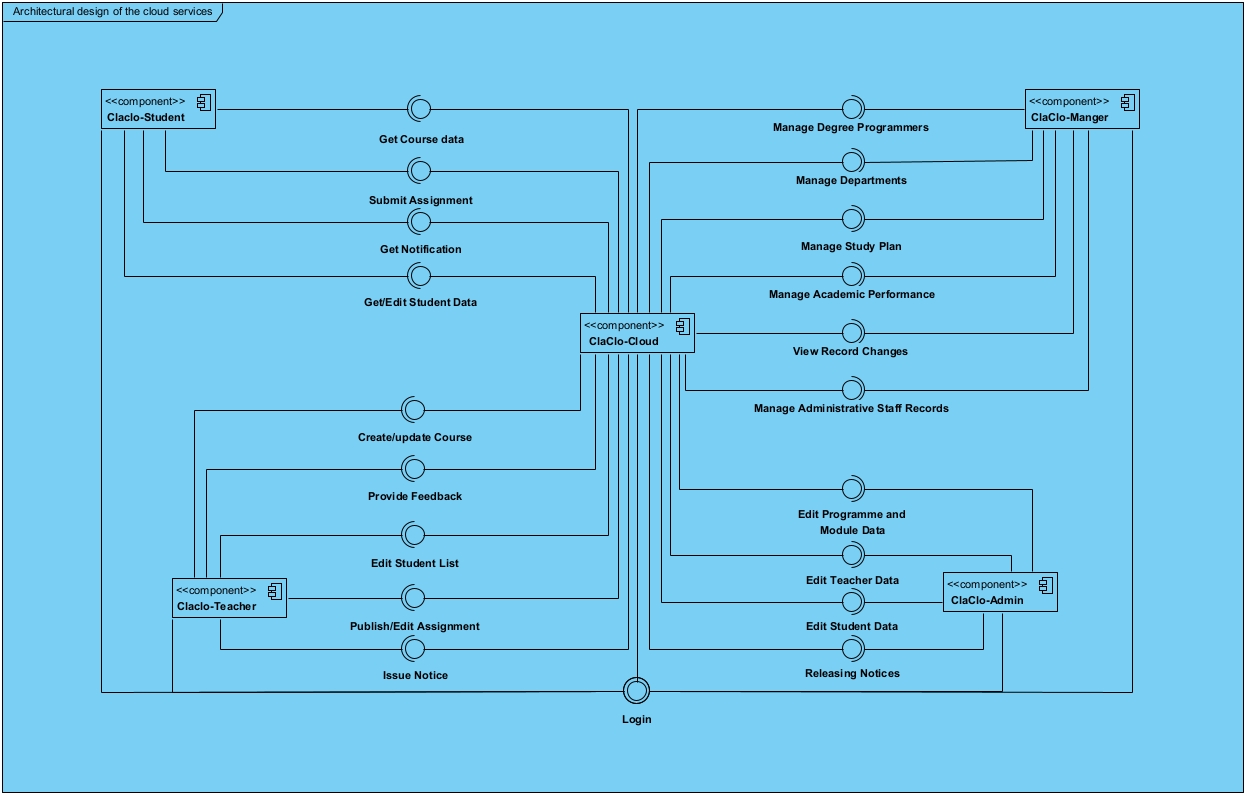 Architectural design of the cloud services
<<component>>
Claclo-Student
<<component>>
ClaClo-Manger
Get Course data
Manage Degree Programmers
Submit Assignment
Manage Departments
Get Notification
Manage Study Plan
Get/Edit Student Data
Manage Academic Performance
<<component>>
ClaClo-Cloud
View Record Changes
Manage Administrative Staff Records
Create/update Course
Provide Feedback
Edit Programme and
Module Data
Edit Student List
Edit Teacher Data
<<component>>
Claclo-Teacher
<<component>>
ClaClo-Admin
Publish/Edit Assignment
Edit Student Data
Issue Notice
Releasing Notices
Login